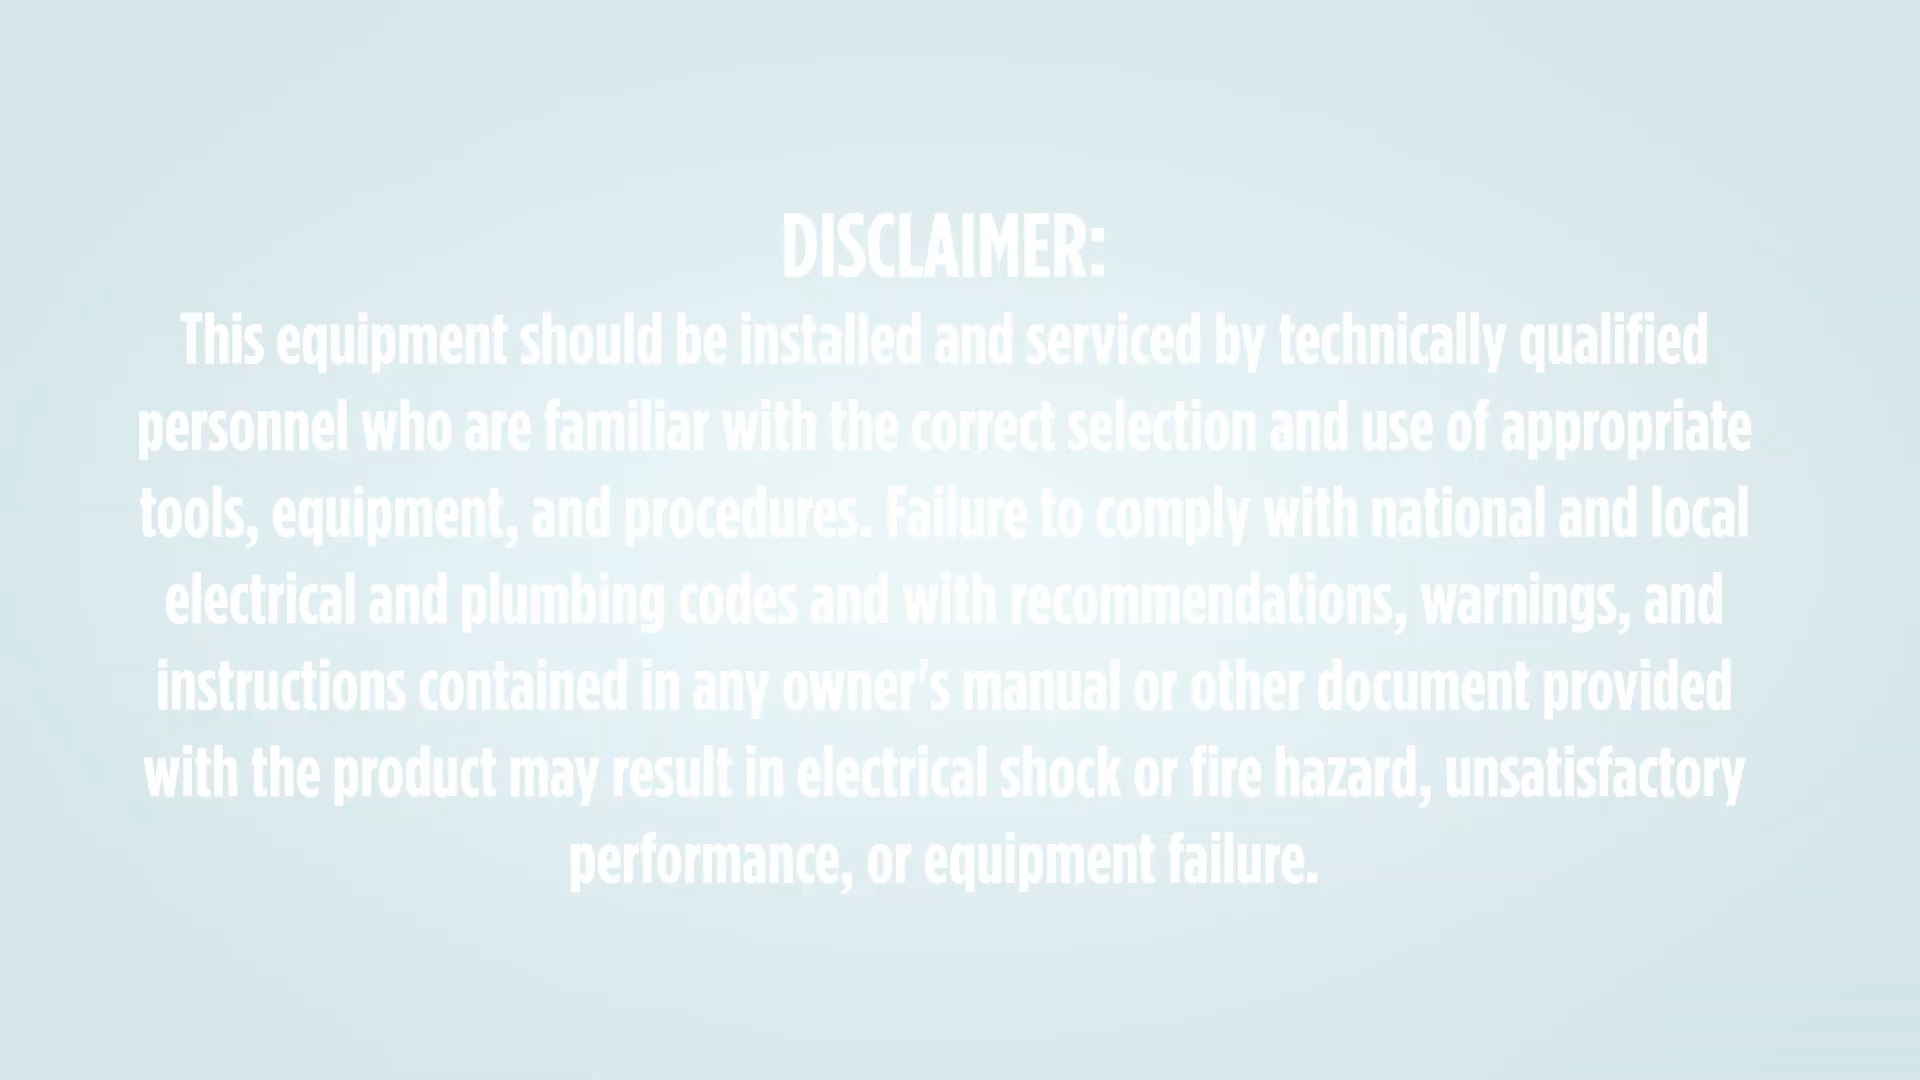 DISCLAIMER:
This equipment should be installed and serviced by technically qualified
personnel who are familiar with the correct selection and use of appropriate
tools, equipment, and procedures. Failure to comply with national and local
electrical and plumbing codes and with recommendations, warnings, and
instructions contained in any owner's manual or other document provided
with the product may result in electrical shock or fire hazard, unsatisfactory
performance, or equipment failure.